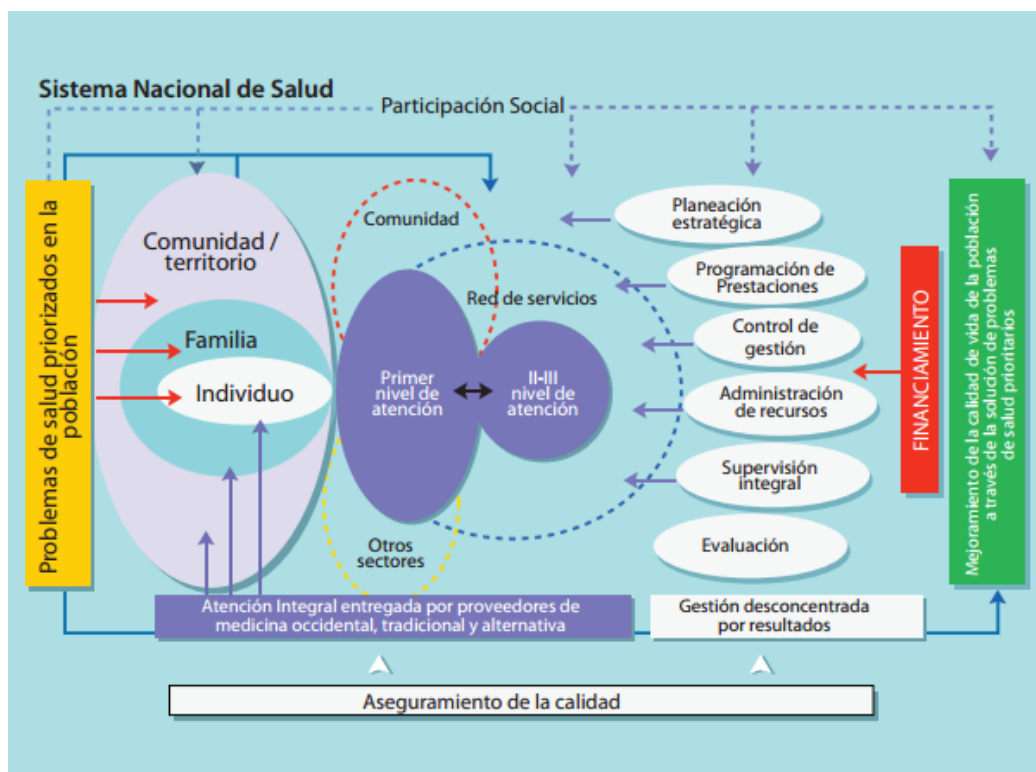 Sistema Nacional de Salud
Participación Social
Problemas de salud priorizados en la
población
Comunidad /
territorio
Familia
Individuo
Comunidad
Red de servicios
Primer
nivel de
atención
II-III
nivel de
atención
Otros
sectores
Planeación
estratégica
Programación de
Prestaciones
Control de
gestión
Administración
de recursos
Supervisión
integral
Evaluación
FINANCIAMIENTO
Mejoramiento de la calidad de vida de la población
a través de la solución de problemas
de salud prioritarios
Atención Integral entregada por proveedores de
medicina occidental, tradicional y alternativa
Gestión desconcentrada
por resultados
Aseguramiento de la calidad